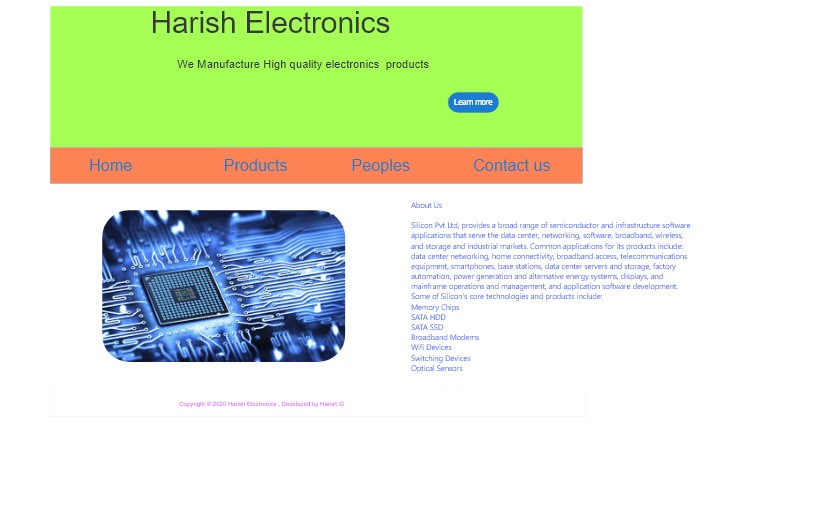 Harish Electronics
We Manufacture High quality electronics products
Learn more
Home Products Peoples Contact us
About Us
Silicon Pvt Ltd, provides a broad range of semiconductor and infrastructure software
applications that serve the data center, networking, software, broadband, wireless,
and storage and industrial markets. Common applications for its products include:
data center networking, home connectivity, broadband access, telecommunications
equipment, smartphones, base stations, data center servers and storage, factory
automation, power generation and alternative energy systems, displays, and
mainframe operations and management, and application software development.
Some of Silicon's core technologies and products include:
Memory Chips
SATA HDD
SATA SSD
Broadband Modems
Wifi Devices
Switching Devices
Optical Sensors
Copyright © 2020 Harish Electronics , Developed by Harish G